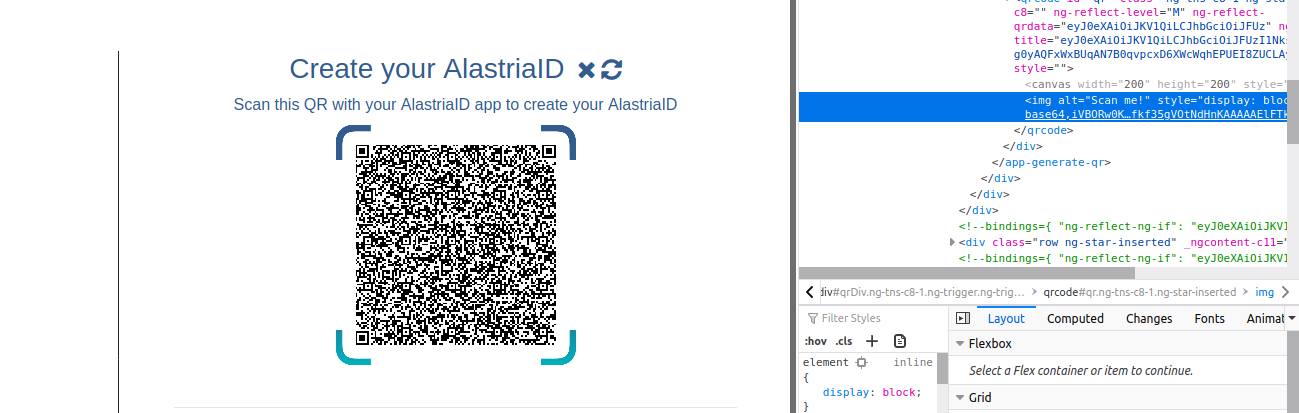 Create your AlastriaID
Scan this QR with your AlastriaID app to create your AlastriaID
c8="" ng-reflect-level="M" ng-reflect-
qrdata="eyJ0eXAiOiJKV1QiLCJhbGciOiJFUz"
title="eyJ0eXAiOiJKV1QiLCJhbGciOiJFUzI1Nk
g0yAQFxWxBUqAN7B0qvpcxD6XWcWqhEPUEI8ZUCLA
style="">
<canvas width="200" height="200" style=
<img alt="Scan me!" style="display: bloc
base64,iVBORw0K…fkf35gVOtNdHnKAAAAAElFTk
</qrcode>
</div>
</app-generate-qr>
</div>
</div>
</div>
<!--bindings={ "ng-reflect-ng-if": "eyJ0eXAiOiJKV1
<div class="row ng-star-inserted" _ngcontent-c11="
<!--bindings={ "ng-reflect-ng-if": "eyJ0eXAiOiJKV1
div#qrDiv.ng-tns-c8-1.ng-trigger.ng-trig… > qrcode#qr.ng-tns-c8-1.ng-star-inserted > img
Filter Styles
Layout Computed Changes Fonts Animat
:hov .cls +
Flexbox
element inline
{
Select a Flex container or item to continue.
display: block;
Grid
}